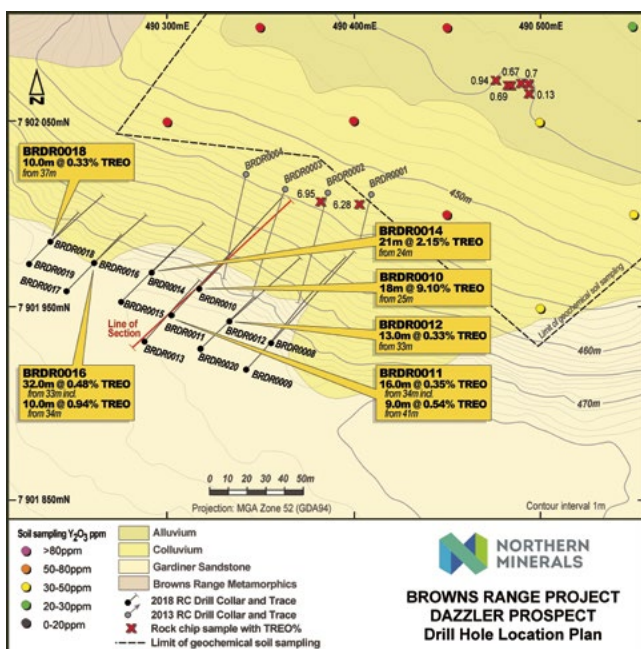 490 300mE
490 400mE
490 500mE
0.94
0.57
0.7
0.69
0.13
N
7 902 050mN
BRDR0018
10.0m @ 0.33% TREO
from 37m
BRDR0004
BRDR0003
BRDR0002
BRDR0001
6.95
6.28
450m
BRDR0014
21m @ 2.15% TREO
from 24m
BRDR0018
BRDR0019
BRDR0016
BRDR0017
BRDR0014
BRDR0010
18m @ 9.10% TREO
from 25m
BRDR0010
BRDR0015
7 901 950mN
Limit of geochemical soil sampling
Line of
Section
BRDR0011
BRDR0012
BRDR0008
BRDR0012
13.0m @ 0.33% TREO
from 33m
BRDR0013
BRDR0020
BRDR0009
460m
BRDR0016
32.0m @ 0.48% TREO
from 33m incl.
10.0m @ 0.94% TREO
from 34m
BRDR0011
16.0m @ 0.35% TREO
from 34m incl
9.0m @ 0.54% TREO
from 41m
470m
0 10 20 30 40 50m
Projection: MGA Zone 52 (GDA94)
7 901 850mN
Contour interval 1m
Soil sampling Y₂O₃ ppm
>80ppm
50-80ppm
30-50ppm
20-30ppm
0-20ppm
Alluvium
Colluvium
Gardiner Sandstone
Browns Range Metamorphics
2018 RC Drill Collar and Trace
2013 RC Drill Collar and Trace
Rock chip sample with TREO%
Limit of geochemical soil sampling
NORTHERN
MINERALS
BROWNS RANGE PROJECT
DAZZLER PROSPECT
Drill Hole Location Plan